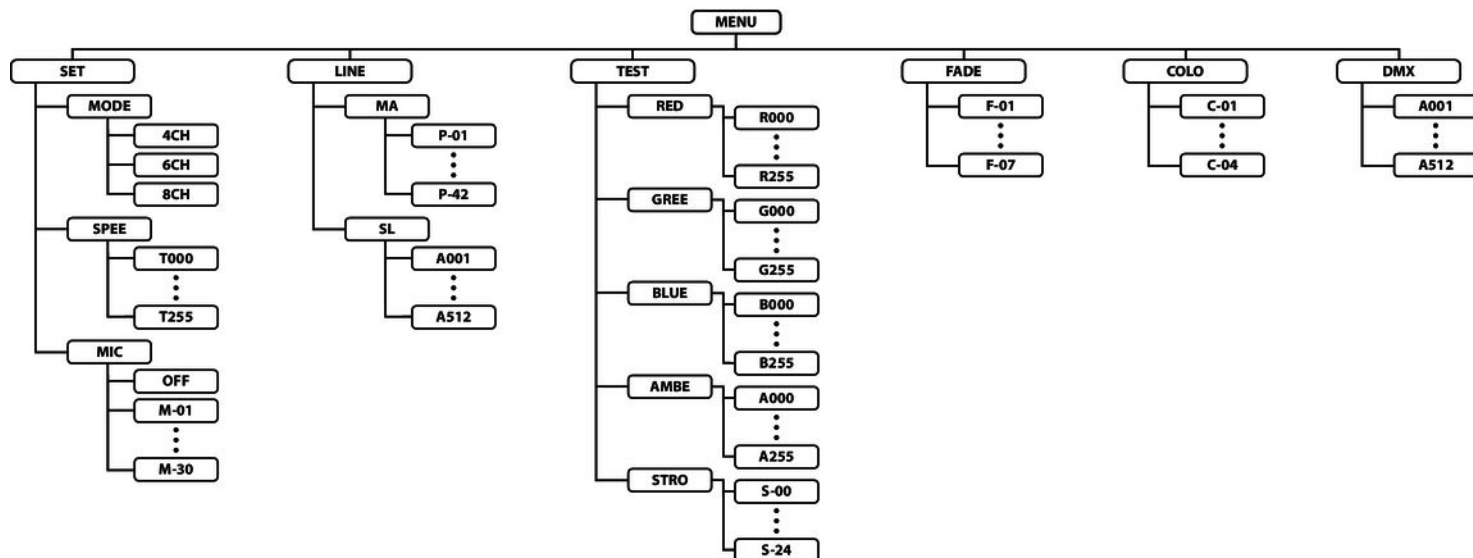 MENU
SET
MODE
4CH
6CH
8CH
SPEE
T000
T255
MIC
OFF
M-01
M-30
LINE
MA
P-01
P-42
SL
A001
A512
TEST
RED
R000
R255
GREE
G000
G255
BLUE
B000
B255
AMBE
A000
A255
STRO
S-00
S-24
FADE
F-01
F-07
COLO
C-01
C-04
DMX
A001
A512